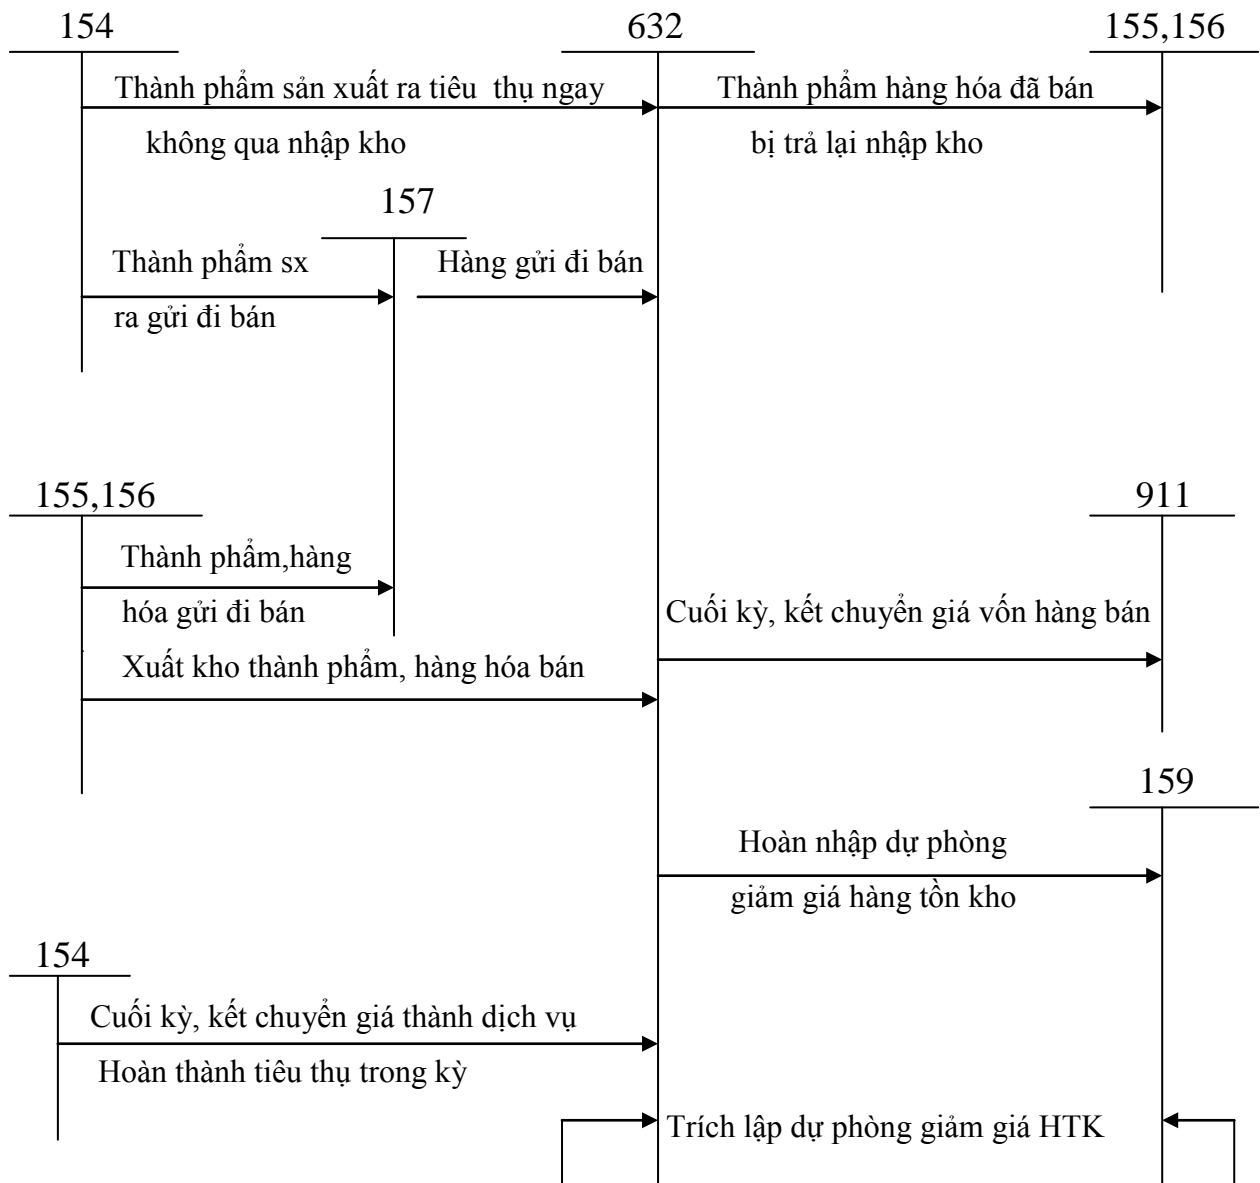 154
632
155,156
Thành phẩm sản xuất ra tiêu thụ ngay
không qua nhập kho
Thành phẩm hàng hóa đã bán
bị trả lại nhập kho
157
Thành phẩm sx
ra gửi đi bán
Hàng gửi đi bán
155,156
911
Thành phẩm,hàng
hóa gửi đi bán
Cuối kỳ, kết chuyển giá vốn hàng bán
Xuất kho thành phẩm, hàng hóa bán
159
Hoàn nhập dự phòng
giảm giá hàng tồn kho
154
Cuối kỳ, kết chuyển giá thành dịch vụ
Hoàn thành tiêu thụ trong kỳ
Trích lập dự phòng giảm giá HTK